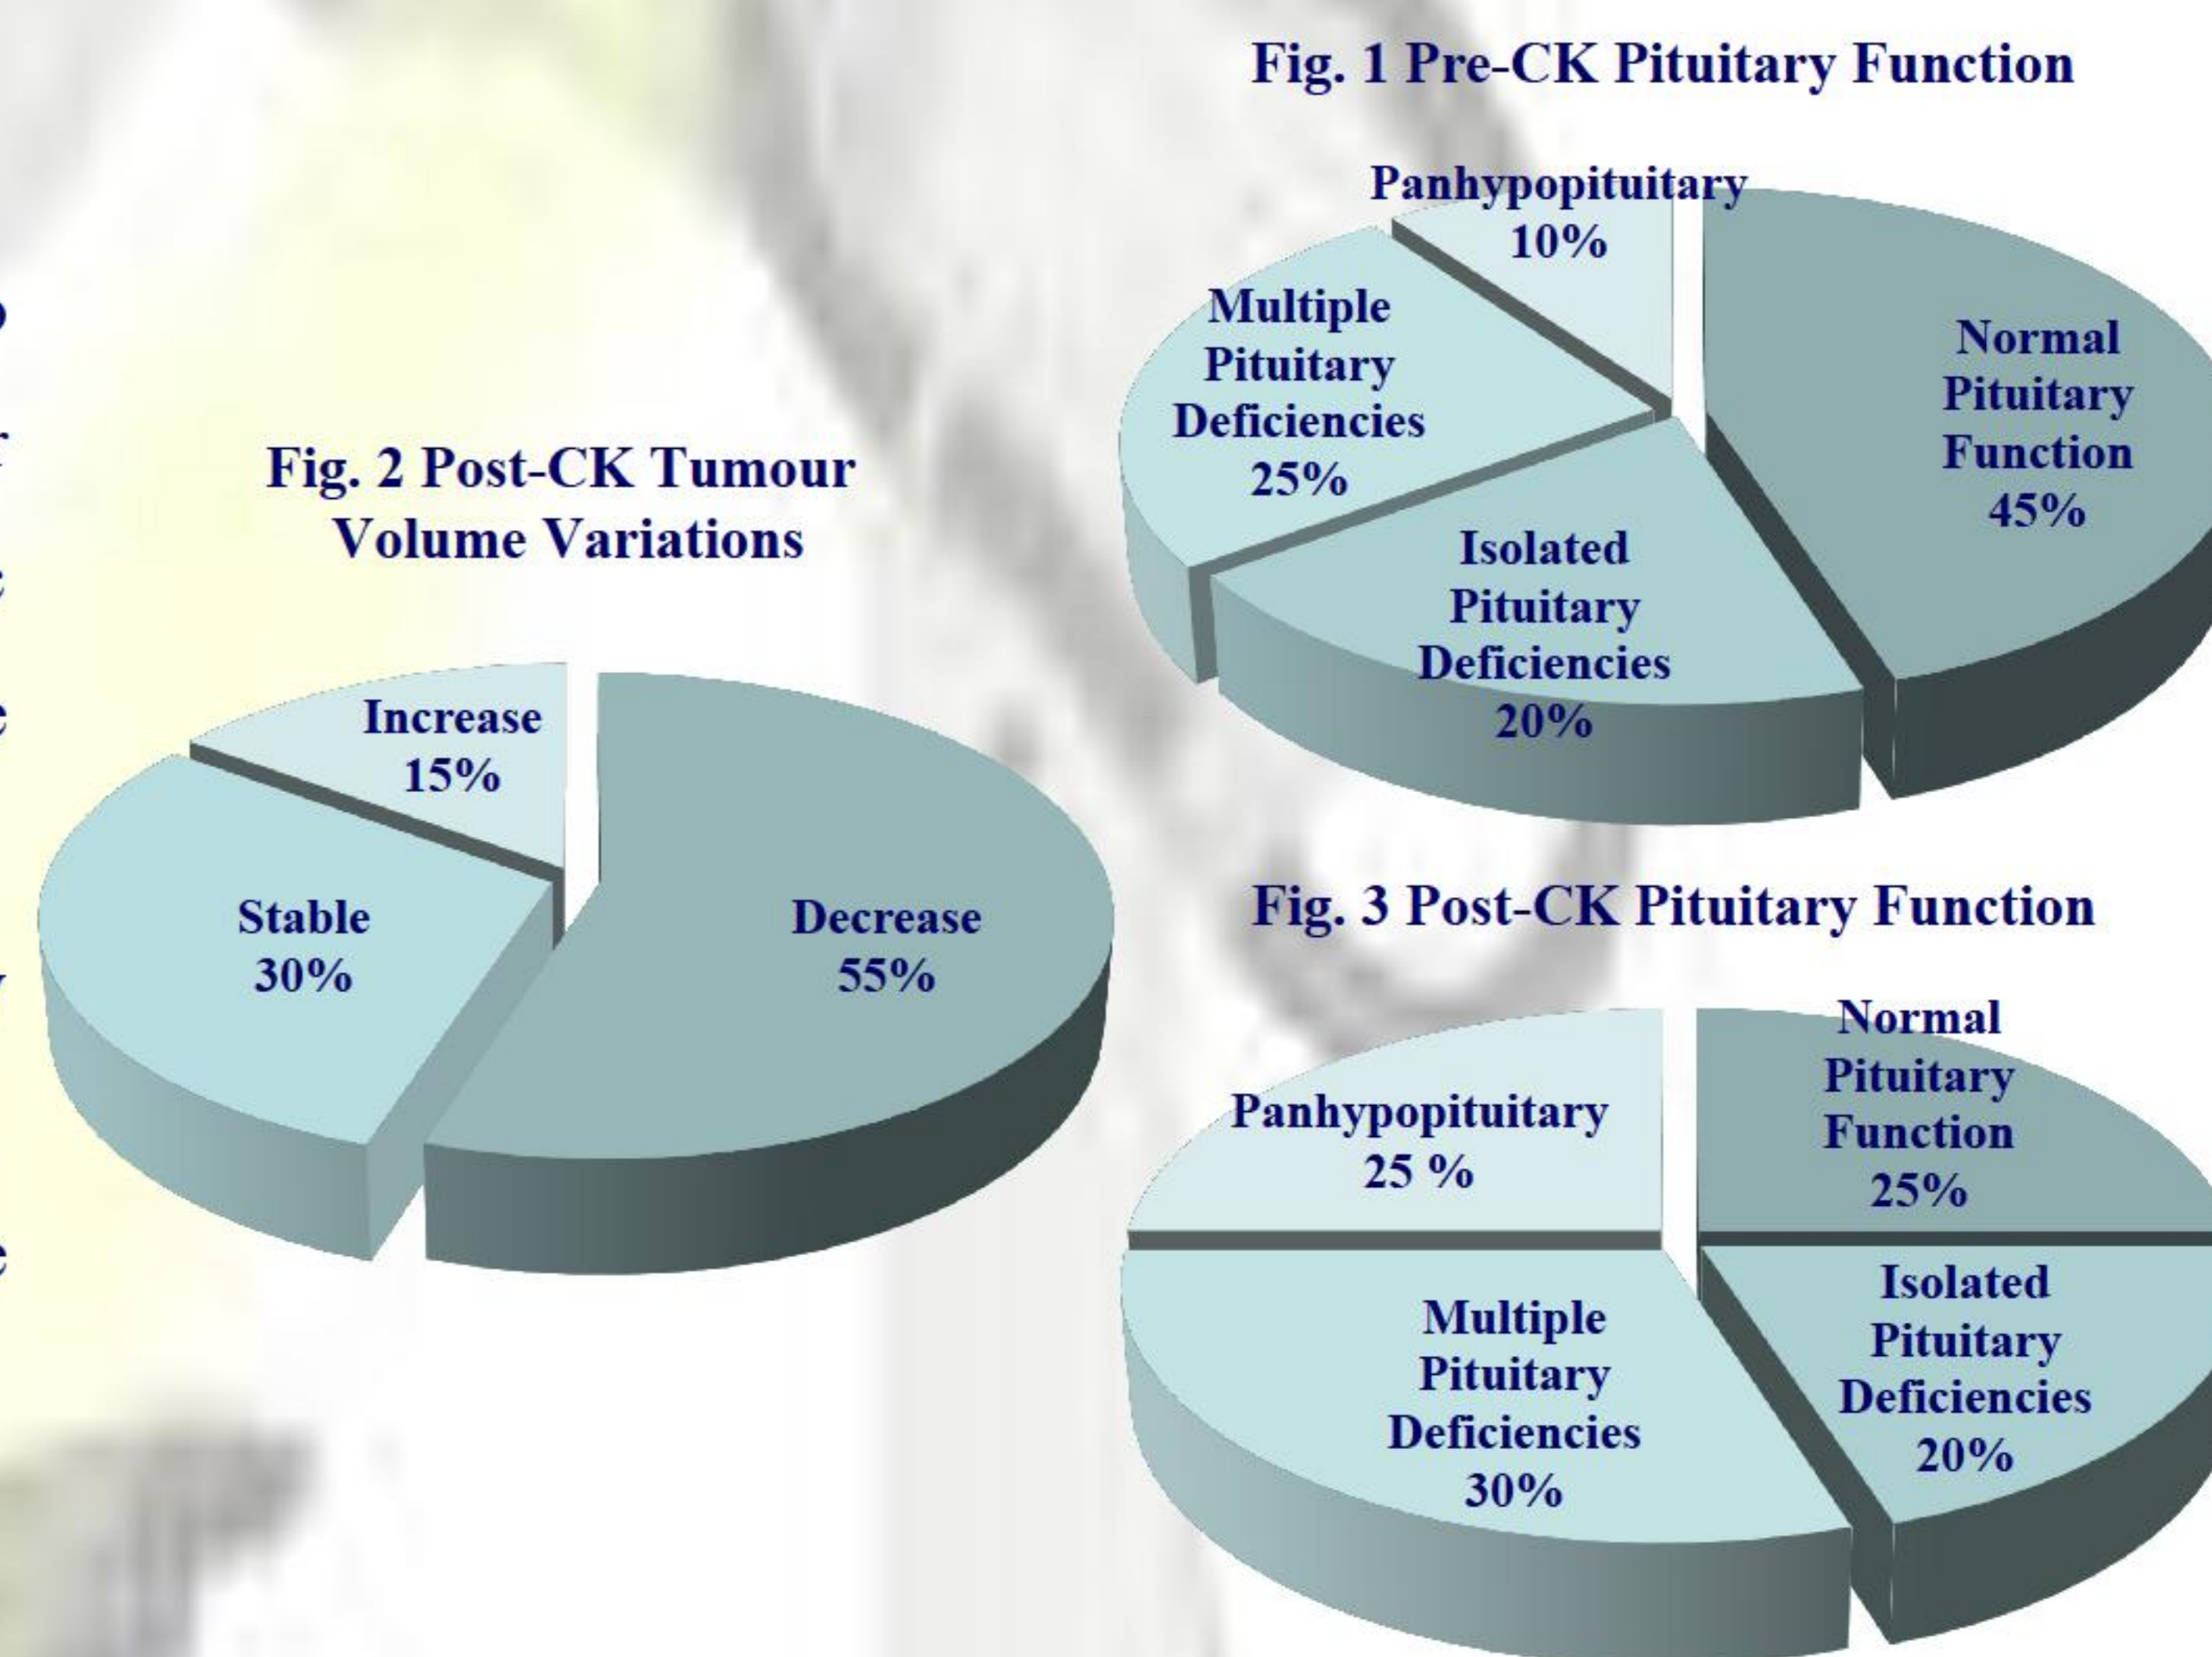 Fig. 1 Pre-CK Pituitary Function
Panhypopituitary
10%
Multiple
Pituitary
Deficiencies
25%
Normal
Pituitary
Function
45%
Isolated
Pituitary
Deficiencies
20%
Fig. 2 Post-CK Tumour
Volume Variations
Increase
15%
Stable
30%
Decrease
55%
Fig. 3 Post-CK Pituitary Function
Normal
Pituitary
Function
25%
Panhypopituitary
25 %
Isolated
Pituitary
Deficiencies
20%
Multiple
Pituitary
Deficiencies
30%